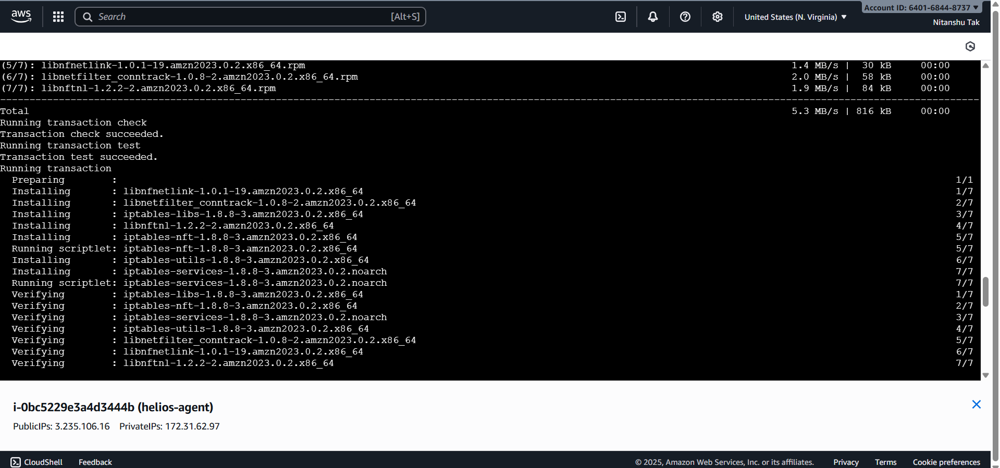 aws
Search [Alt+S]
United States (N. Virginia) ▼
Account ID: 6401-6844-8737 ▼
Nitanshu Tak
(5/7): libnfnetlink-1.0.1-19.amzn2023.0.2.x86_64.rpm 1.4 MB/s | 30 kB 00:00
(6/7): libnetfilter_conntrack-1.0.8-2.amzn2023.0.2.x86_64.rpm 2.0 MB/s | 58 kB 00:00
(7/7): libnftnl-1.2.2-2.amzn2023.0.2.x86_64.rpm 1.9 MB/s | 84 kB 00:00
Total 5.3 MB/s | 816 kB 00:00
Running transaction check
Transaction check succeeded.
Running transaction test
Transaction test succeeded.
Running transaction
Preparing : 1/1
Installing : libnfnetlink-1.0.1-19.amzn2023.0.2.x86_64 1/7
Installing : libnetfilter_conntrack-1.0.8-2.amzn2023.0.2.x86_64 2/7
Installing : iptables-libs-1.8.8-3.amzn2023.0.2.x86_64 3/7
Installing : libnftnl-1.2.2-2.amzn2023.0.2.x86_64 4/7
Installing : iptables-nft-1.8.8-3.amzn2023.0.2.x86_64 5/7
Running scriptlet: iptables-nft-1.8.8-3.amzn2023.0.2.x86_64 5/7
Installing : iptables-utils-1.8.8-3.amzn2023.0.2.x86_64 6/7
Installing : iptables-services-1.8.8-3.amzn2023.0.2.noarch 7/7
Running scriptlet: iptables-services-1.8.8-3.amzn2023.0.2.noarch 7/7
Verifying : iptables-libs-1.8.8-3.amzn2023.0.2.x86_64 1/7
Verifying : iptables-nft-1.8.8-3.amzn2023.0.2.x86_64 2/7
Verifying : iptables-services-1.8.8-3.amzn2023.0.2.noarch 3/7
Verifying : iptables-utils-1.8.8-3.amzn2023.0.2.x86_64 4/7
Verifying : libnetfilter_conntrack-1.0.8-2.amzn2023.0.2.x86_64 5/7
Verifying : libnfnetlink-1.0.1-19.amzn2023.0.2.x86_64 6/7
Verifying : libnftnl-1.2.2-2.amzn2023.0.2.x86_64 7/7
i-0bc5229e3a4d3444b (helios-agent)
PublicIPs: 3.235.106.16 PrivateIPs: 172.31.62.97
CloudShell Feedback © 2025, Amazon Web Services, Inc. or its affiliates. Privacy Terms Cookie preferences